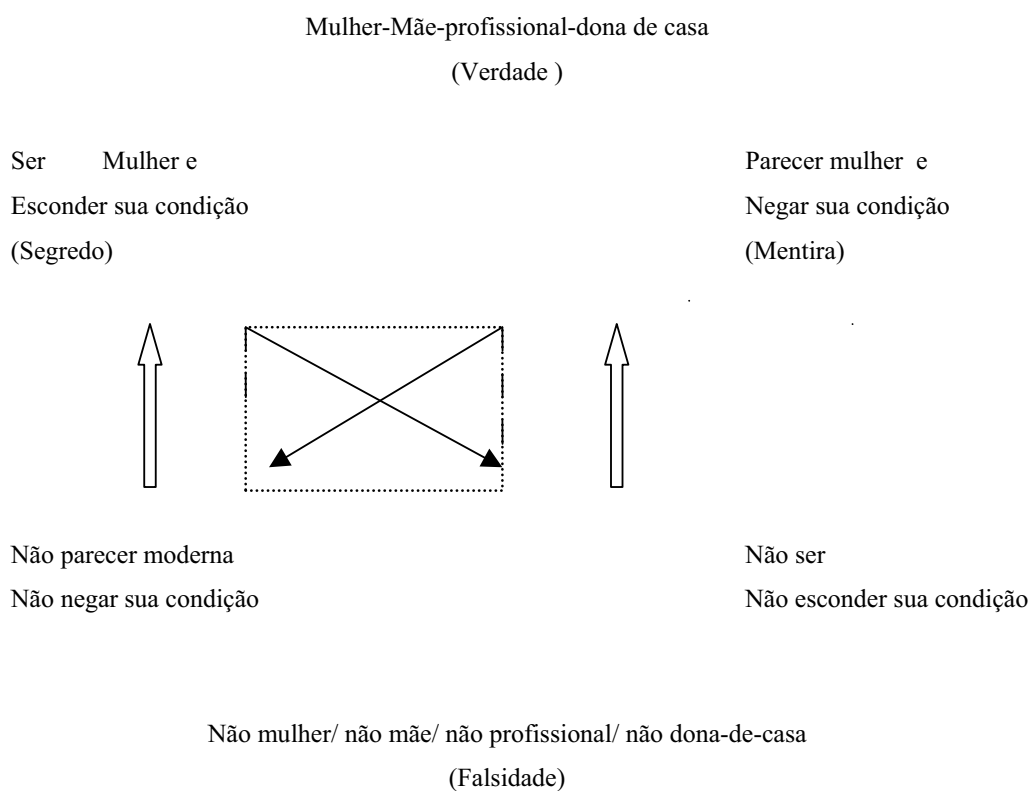 Mulher-Mãe-profissional-dona de casa
(Verdade )
Ser Mulher e
Esconder sua condição
(Segredo)
Parecer mulher e
Negar sua condição
(Mentira)
Não parecer moderna
Não negar sua condição
Não ser
Não esconder sua condição
Não mulher/ não mãe/ não profissional/ não dona-de-casa
(Falsidade)